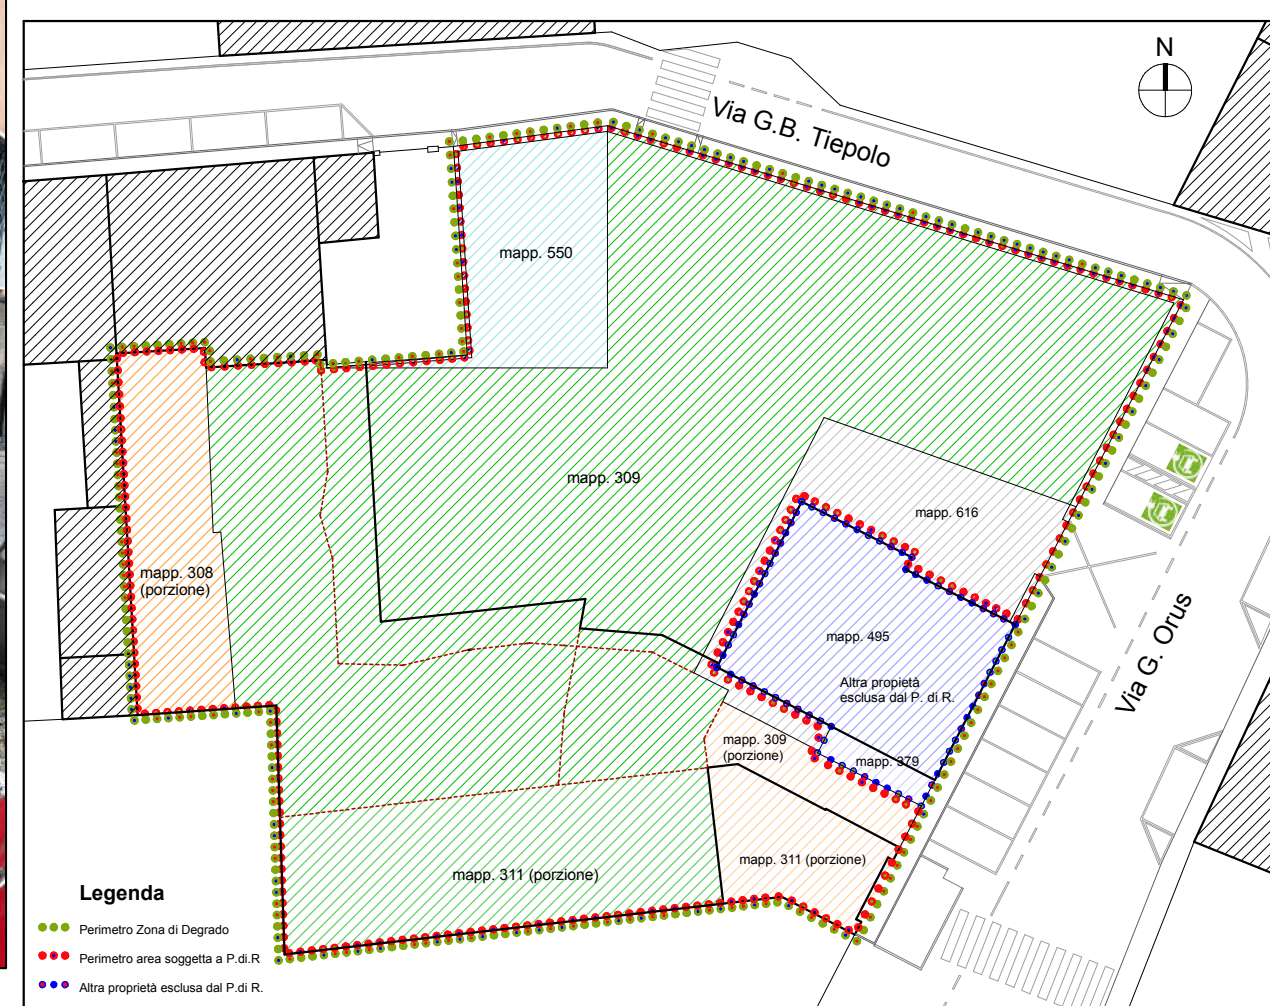 N
Via G.B. Tiepolo
mapp. 550
mapp. 309
mapp. 616
mapp. 308
(porzione)
mapp. 495
Altra propietà
esclusa dal P. di R.
Via G. Orus
mapp. 309
(porzione)
mapp. 379
mapp. 311 (porzione)
mapp. 311 (porzione)
Legenda
Perimetro Zona di Degrado
Perimetro area soggetta a P.di.R
Altra proprietà esclusa dal P.di R.